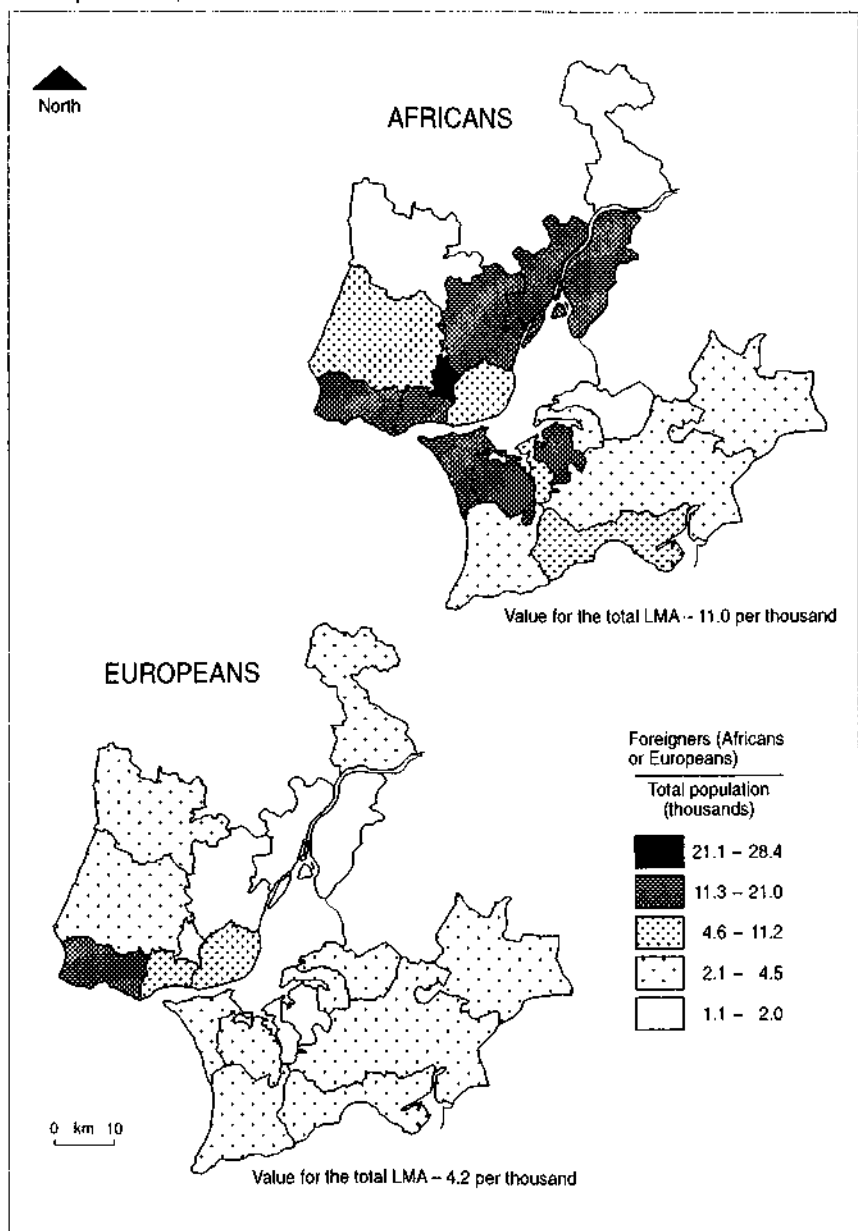 North
AFRICANS
Value for the total LMA – 11.0 per thousand
EUROPEANS
Foreigners (Africans
or Europeans)
Total population
(thousands)
21.1 – 28.4
11.3 – 21.0
4.6 – 11.2
2.1 – 4.5
1.1 – 2.0
0 km 10
Value for the total LMA – 4.2 per thousand